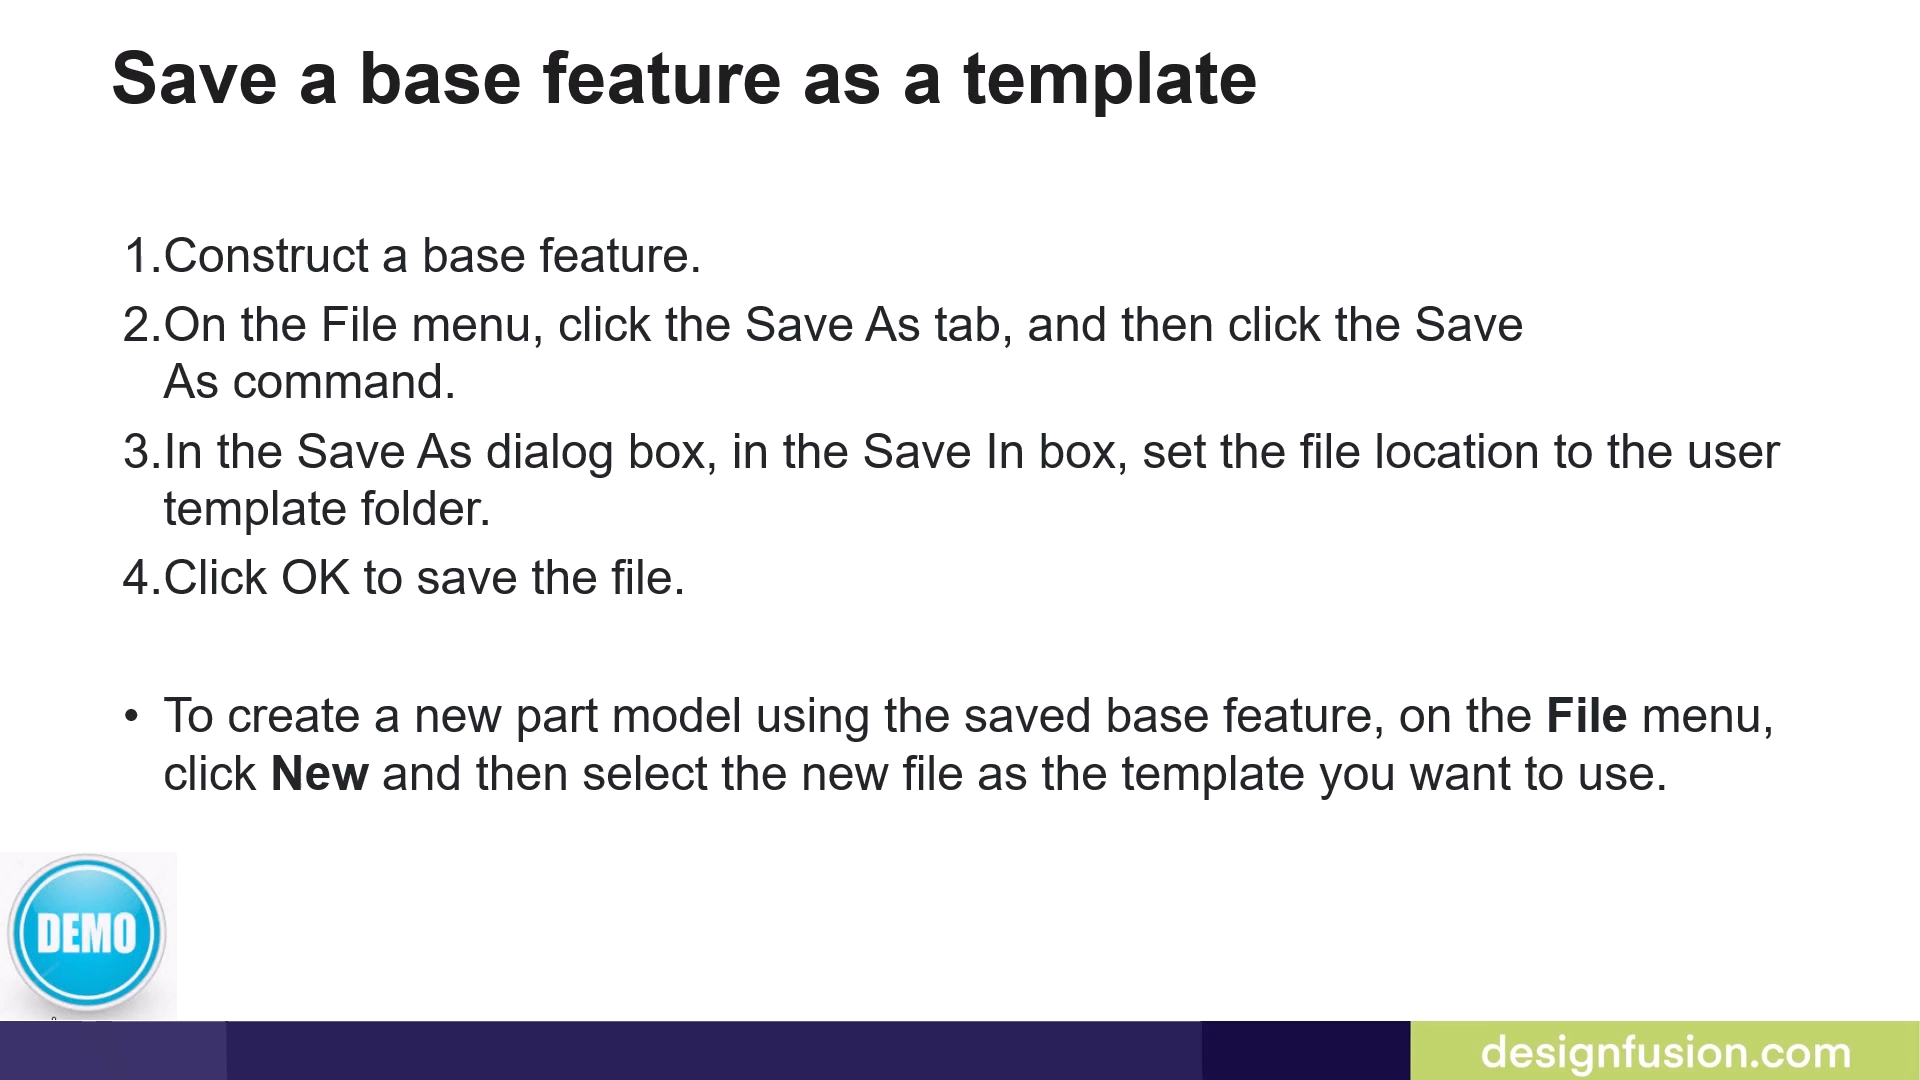 Save a base feature as a template
1.Construct a base feature.
2.On the File menu, click the Save As tab, and then click the Save
As command.
3.In the Save As dialog box, in the Save In box, set the file location to the user
template folder.
4.Click OK to save the file.
• To create a new part model using the saved base feature, on the File menu,
click New and then select the new file as the template you want to use.
DEMO
designfusion.com